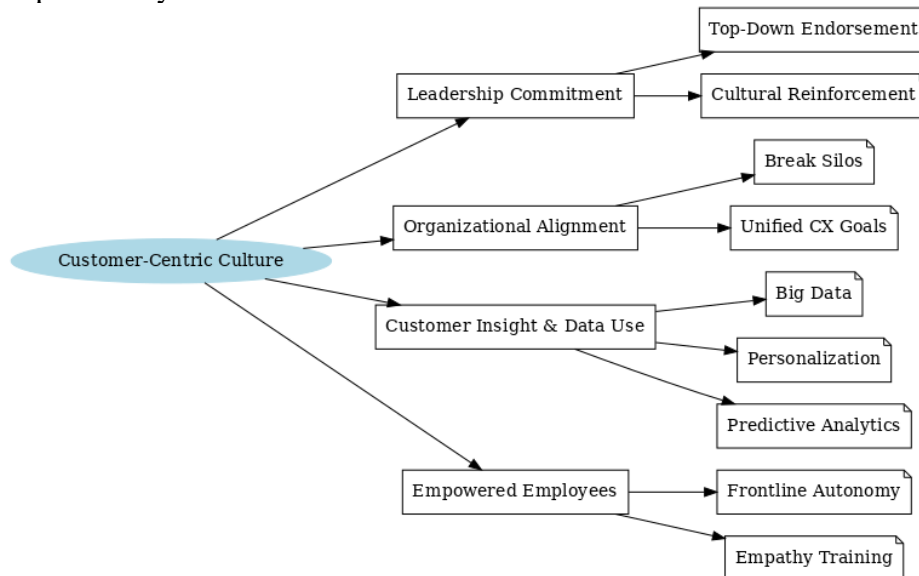 Top-Down Endorsement
Leadership Commitment
Cultural Reinforcement
Break Silos
Organizational Alignment
Unified CX Goals
Customer-Centric Culture
Big Data
Customer Insight & Data Use
Personalization
Predictive Analytics
Empowered Employees
Frontline Autonomy
Empathy Training